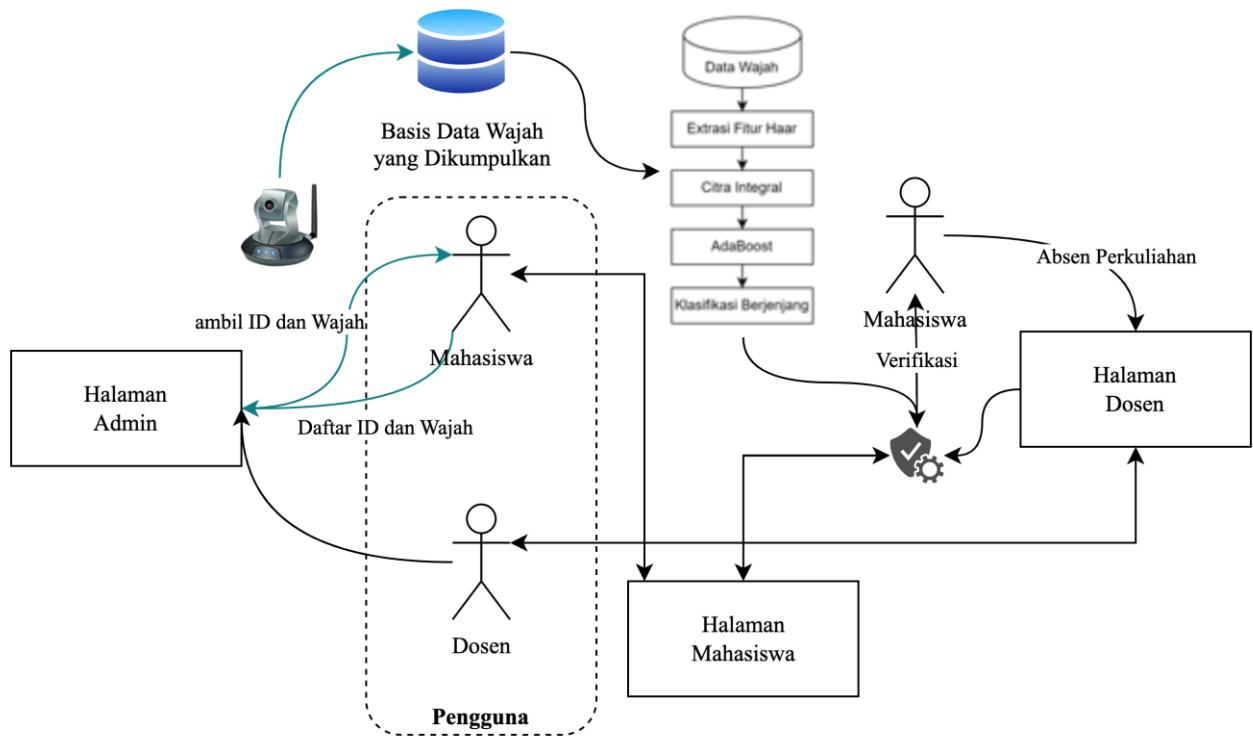 Basis Data Wajah
yang Dikumpulkan
Data Wajah
Extrasi Fitur Haar
Citra Integral
AdaBoost
Klasifikasi Berjenjang
Mahasiswa
Absen Perkuliahan
Verifikasi
Halaman
Dosen
ambil ID dan Wajah
Mahasiswa
Halaman
Admin
Daftar ID dan Wajah
Dosen
Pengguna
Halaman
Mahasiswa